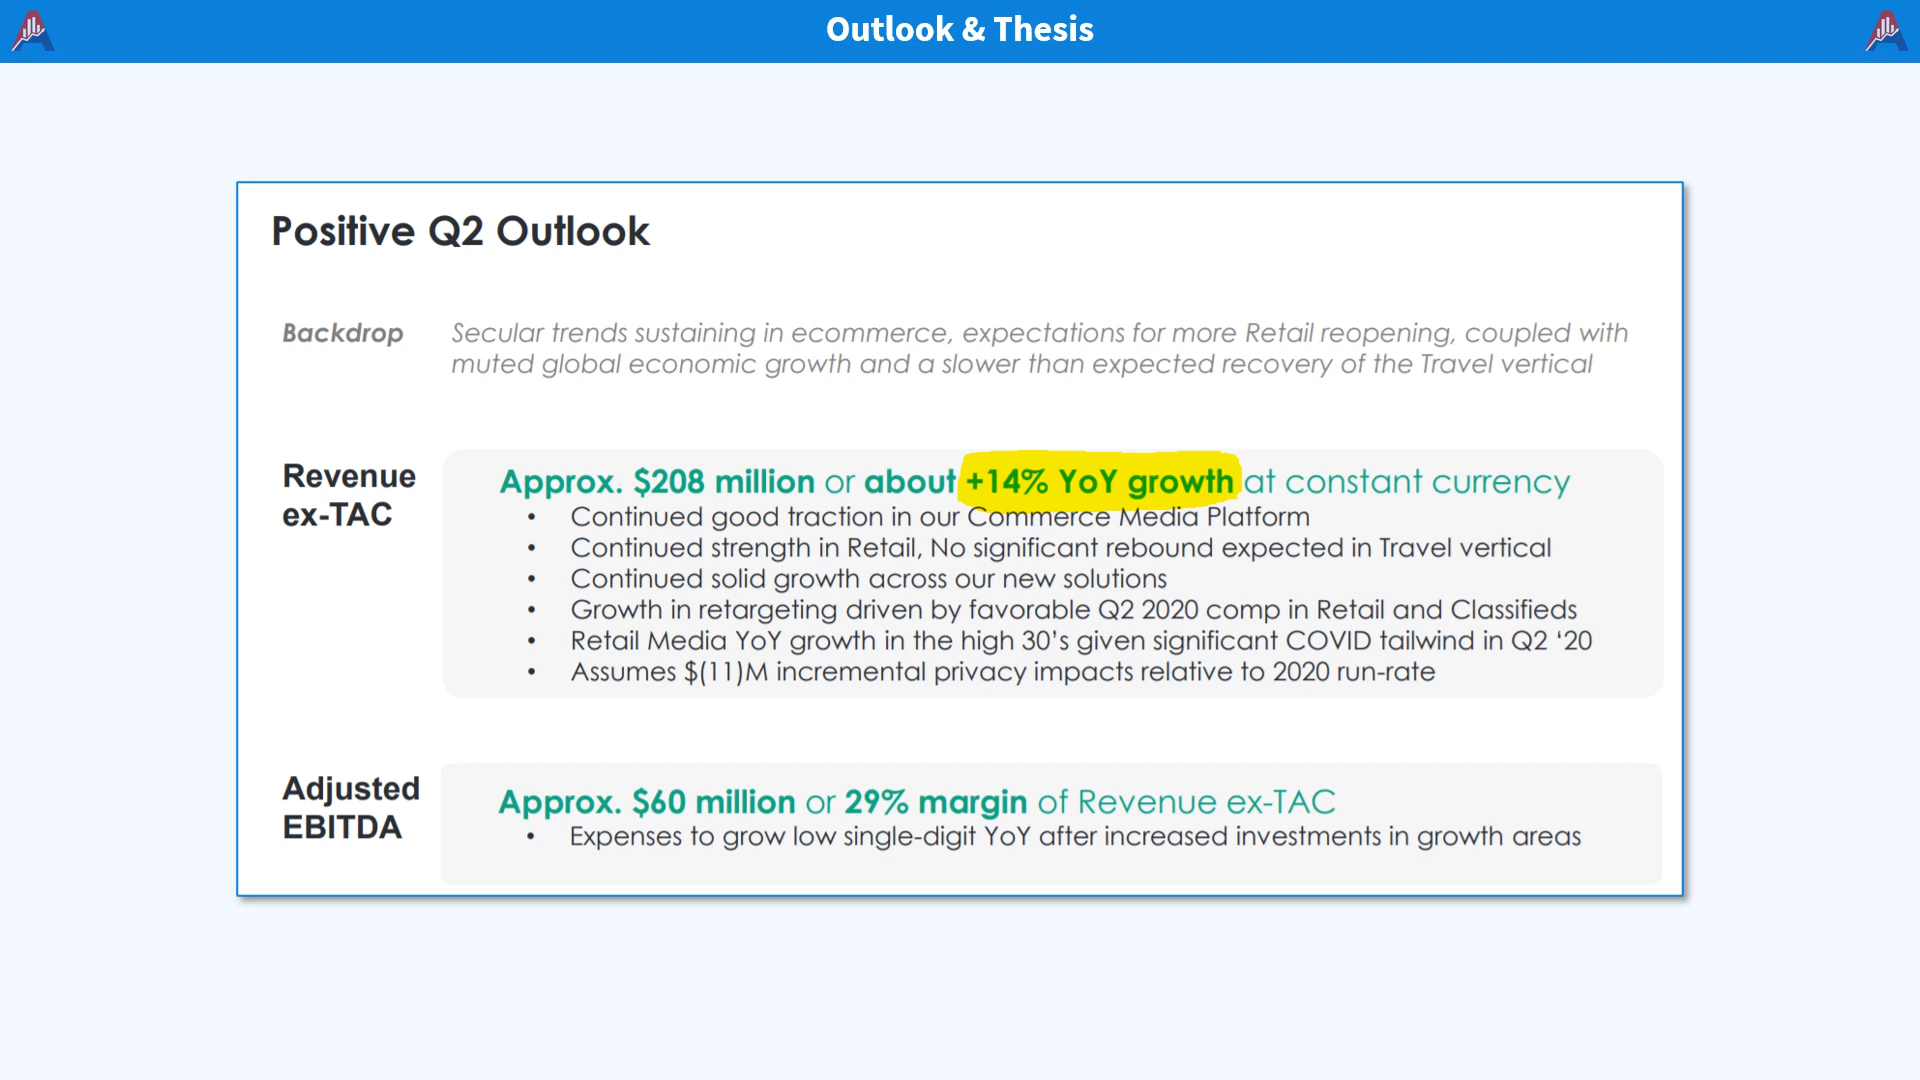 Outlook & Thesis
Positive Q2 Outlook
Backdrop
Secular trends sustaining in ecommerce, expectations for more Retail reopening, coupled with
muted global economic growth and a slower than expected recovery of the Travel vertical
Revenue
ex-TAC
Approx. $208 million or about +14% YoY growth at constant currency
• Continued good traction in our Commerce Media Platform
• Continued strength in Retail, No significant rebound expected in Travel vertical
• Continued solid growth across our new solutions
• Growth in retargeting driven by favorable Q2 2020 comp in Retail and Classifieds
• Retail Media YoY growth in the high 30’s given significant COVID tailwind in Q2 ‘20
• Assumes $(11)M incremental privacy impacts relative to 2020 run-rate
Adjusted
EBITDA
Approx. $60 million or 29% margin of Revenue ex-TAC
• Expenses to grow low single-digit YoY after increased investments in growth areas